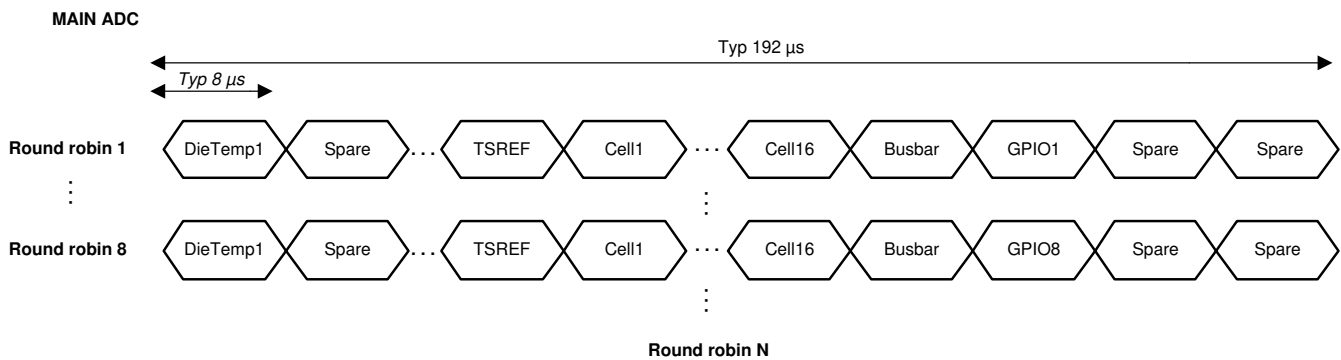 MAIN ADC
Typ 192 µs
Typ 8 µs
Round robin 1 DieTemp1 Spare ... TSREF Cell1 ... Cell16 Busbar GPIO1 Spare Spare
Round robin 8 DieTemp1 Spare ... TSREF Cell1 ... Cell16 Busbar GPIO8 Spare Spare
Round robin N